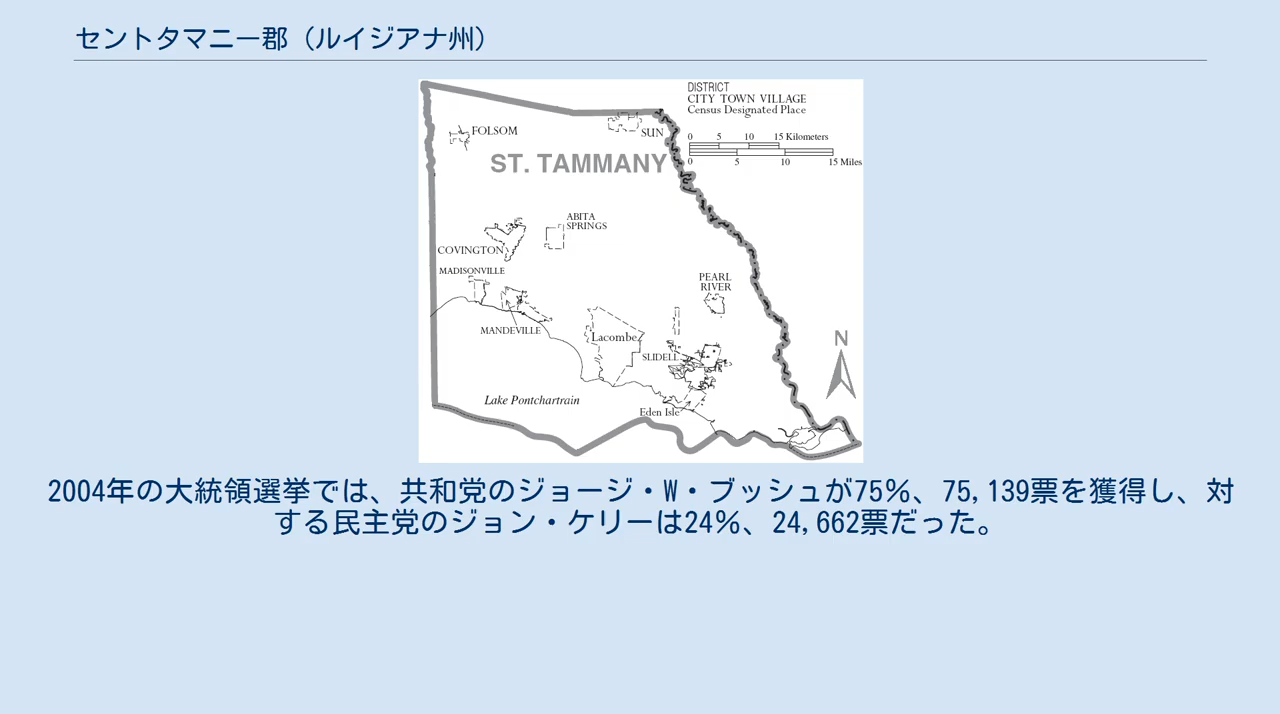 セントタマニー郡（ルイジアナ州）
DISTRICT
CITY TOWN VILLAGE
Census Designated Place
0 5 10 15 Kilometers
0 5 10 15 Miles
FOLSOM
SUN
ST. TAMMANY
ABITA
SPRINGS
COVINGTON
MADISONVILLE
PEARL
RIVER
MANDEVILLE
Lacombe
SLIDELL
N
Lake Pontchartrain
Eden Isle
2004年の大統領選挙では、共和党のジョージ・W・ブッシュが75%、75,139票を獲得し、対
する民主党のジョン・ケリーは24%、24,662票だった。